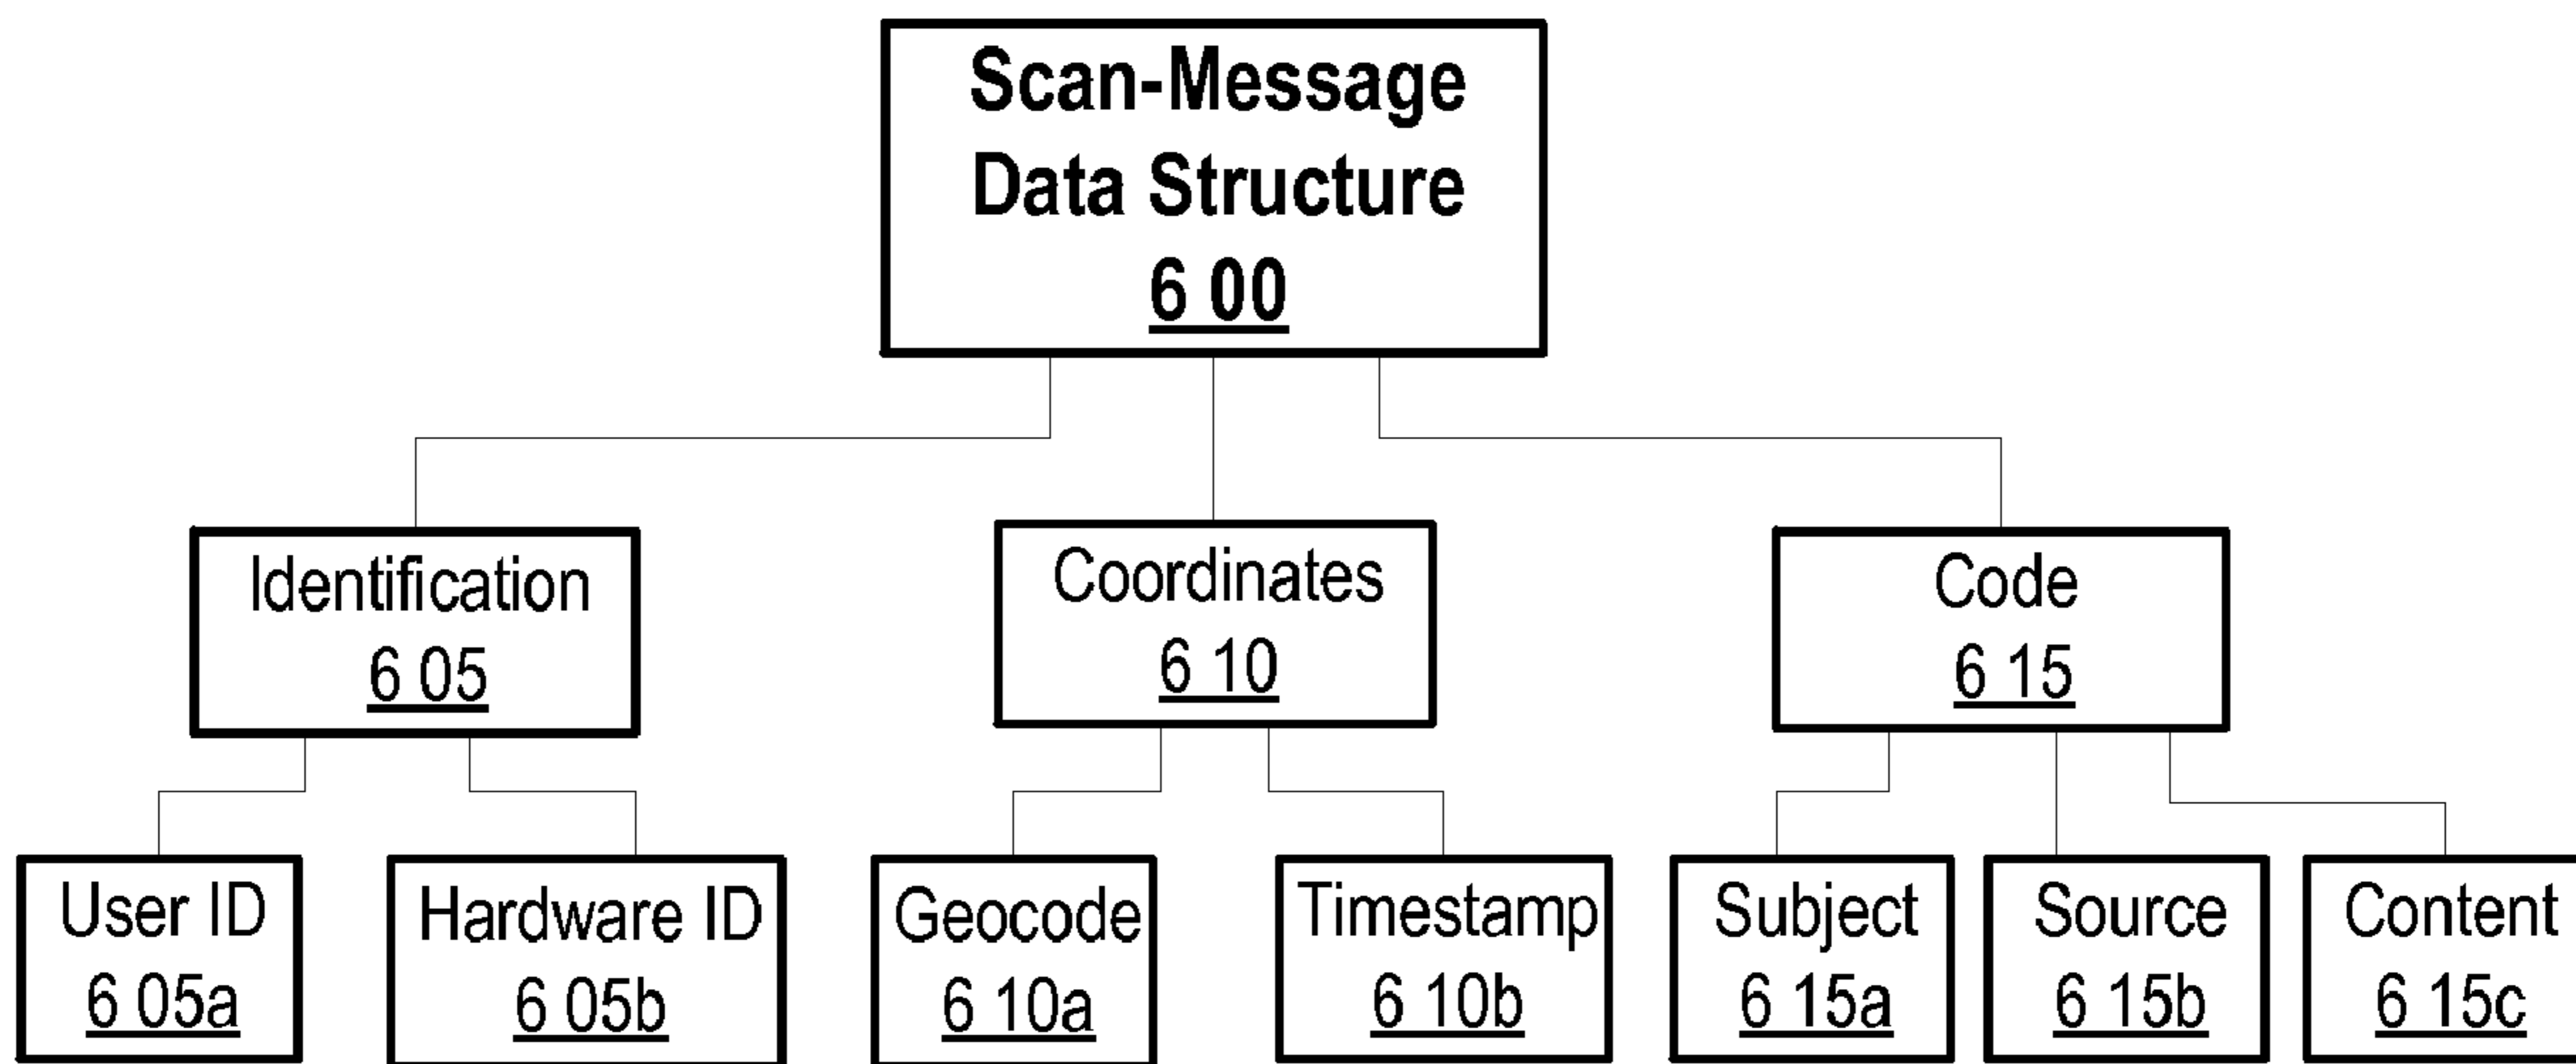 Scan-Message
Data Structure
6 00
Identification
6 05
Coordinates
6 10
Code
6 15
User ID
6 05a
Hardware ID
6 05b
Geocode
6 10a
Timestamp
6 10b
Subject
6 15a
Source
6 15b
Content
6 15c